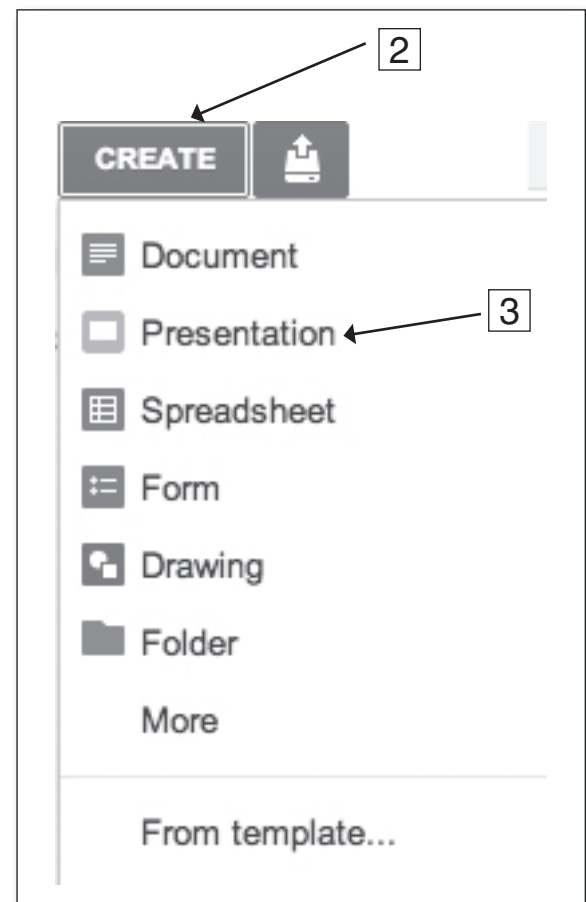 2
CREATE
Document
3
Presentation
Spreadsheet
Form
Drawing
Folder
More
From template...